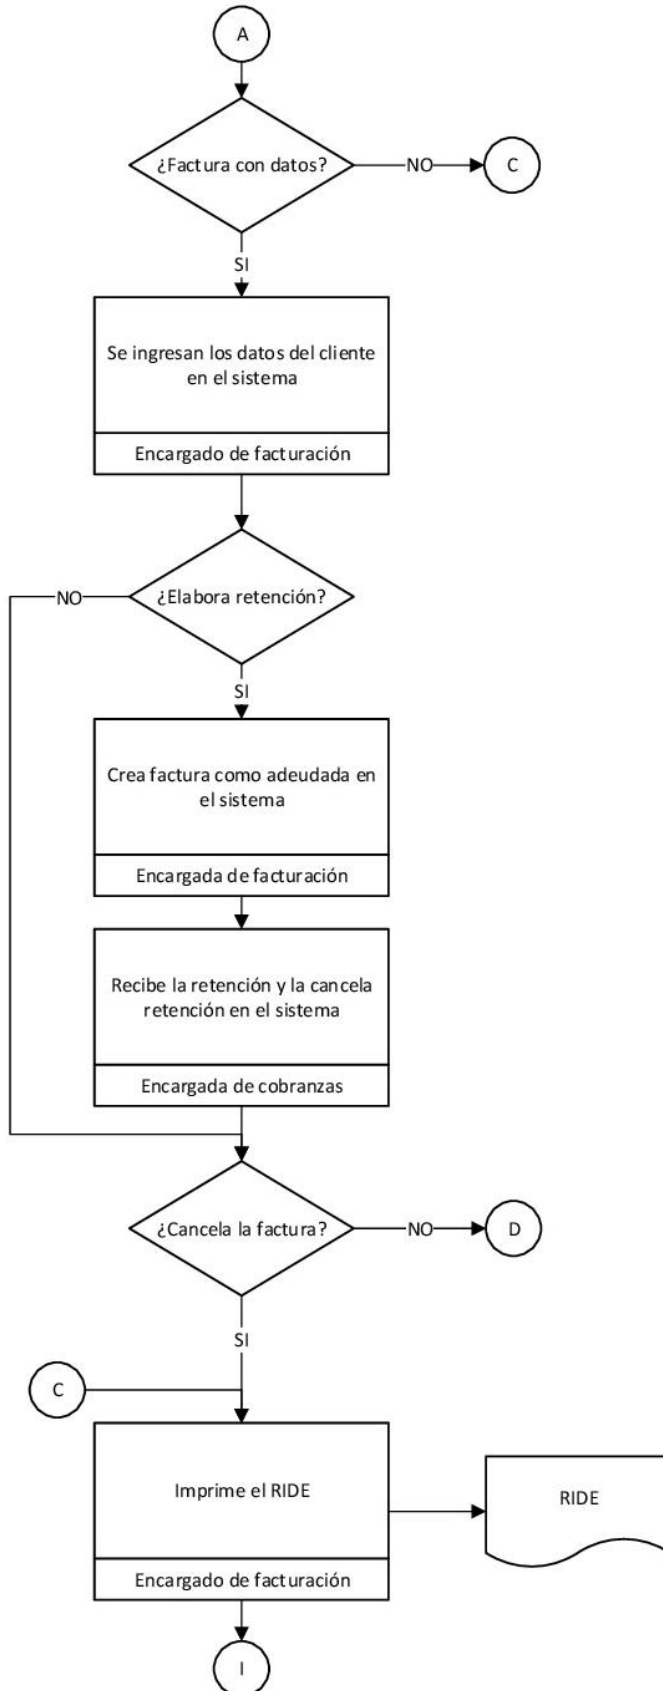 A
¿Factura con datos?
NO
C
SI
Se ingresan los datos del cliente
en el sistema
Encargado de facturación
¿Elabora retención?
NO
SI
Crea factura como adeudada en
el sistema
Encargada de facturación
Recibe la retención y la cancela
retención en el sistema
Encargada de cobranzas
¿Cancela la factura?
NO
D
SI
C
Imprime el RIDE
RIDE
Encargado de facturación
I